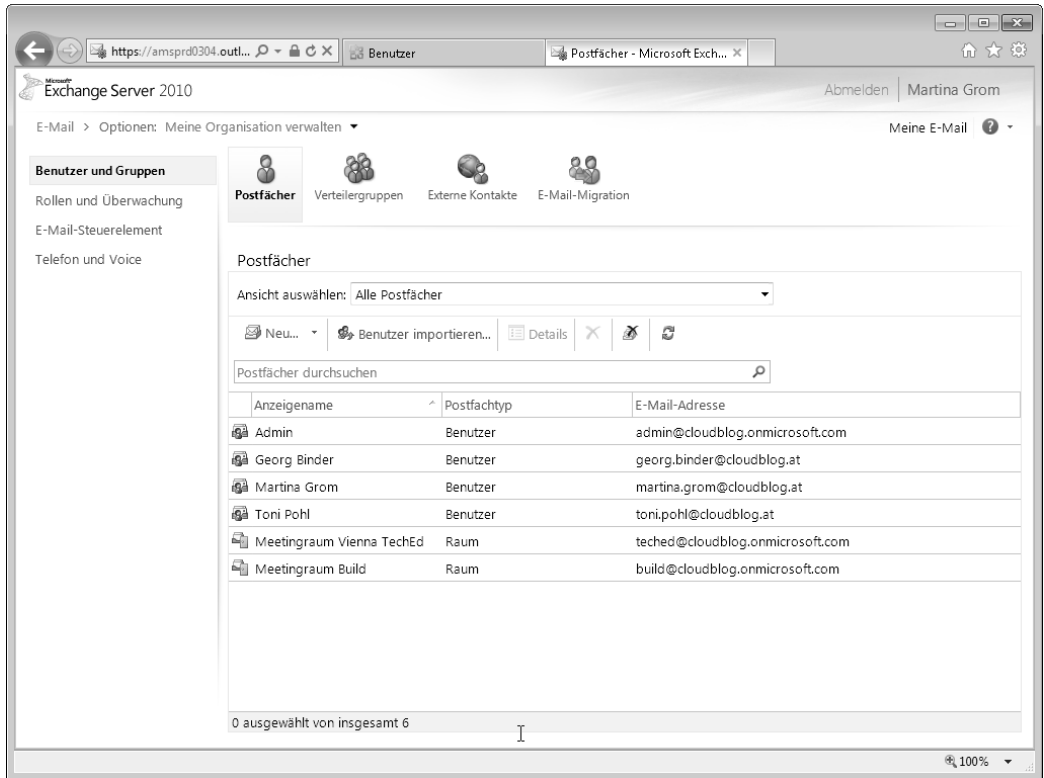 https://amsprd0304.outl... Benutzer Postfächer - Microsoft Exch...
Microsoft
Exchange Server 2010
Abmelden Martina Grom
E-Mail > Optionen: Meine Organisation verwalten
Meine E-Mail ?
Benutzer und Gruppen
Rollen und Überwachung
E-Mail-Steuerelement
Telefon und Voice
Postfächer Verteilergruppen Externe Kontakte E-Mail-Migration
Postfächer
Ansicht auswählen: Alle Postfächer
Neu... Benutzer importieren... Details
Postfächer durchsuchen
Anzeigename Postfachtyp E-Mail-Adresse
Admin Benutzer admin@cloudblog.onmicrosoft.com
Georg Binder Benutzer georg.binder@cloudblog.at
Martina Grom Benutzer martina.grom@cloudblog.at
Toni Pohl Benutzer toni.pohl@cloudblog.at
Meetingraum Vienna TechEd Raum teched@cloudblog.onmicrosoft.com
Meetingraum Build Raum build@cloudblog.onmicrosoft.com
0 ausgewählt von insgesamt 6
100%